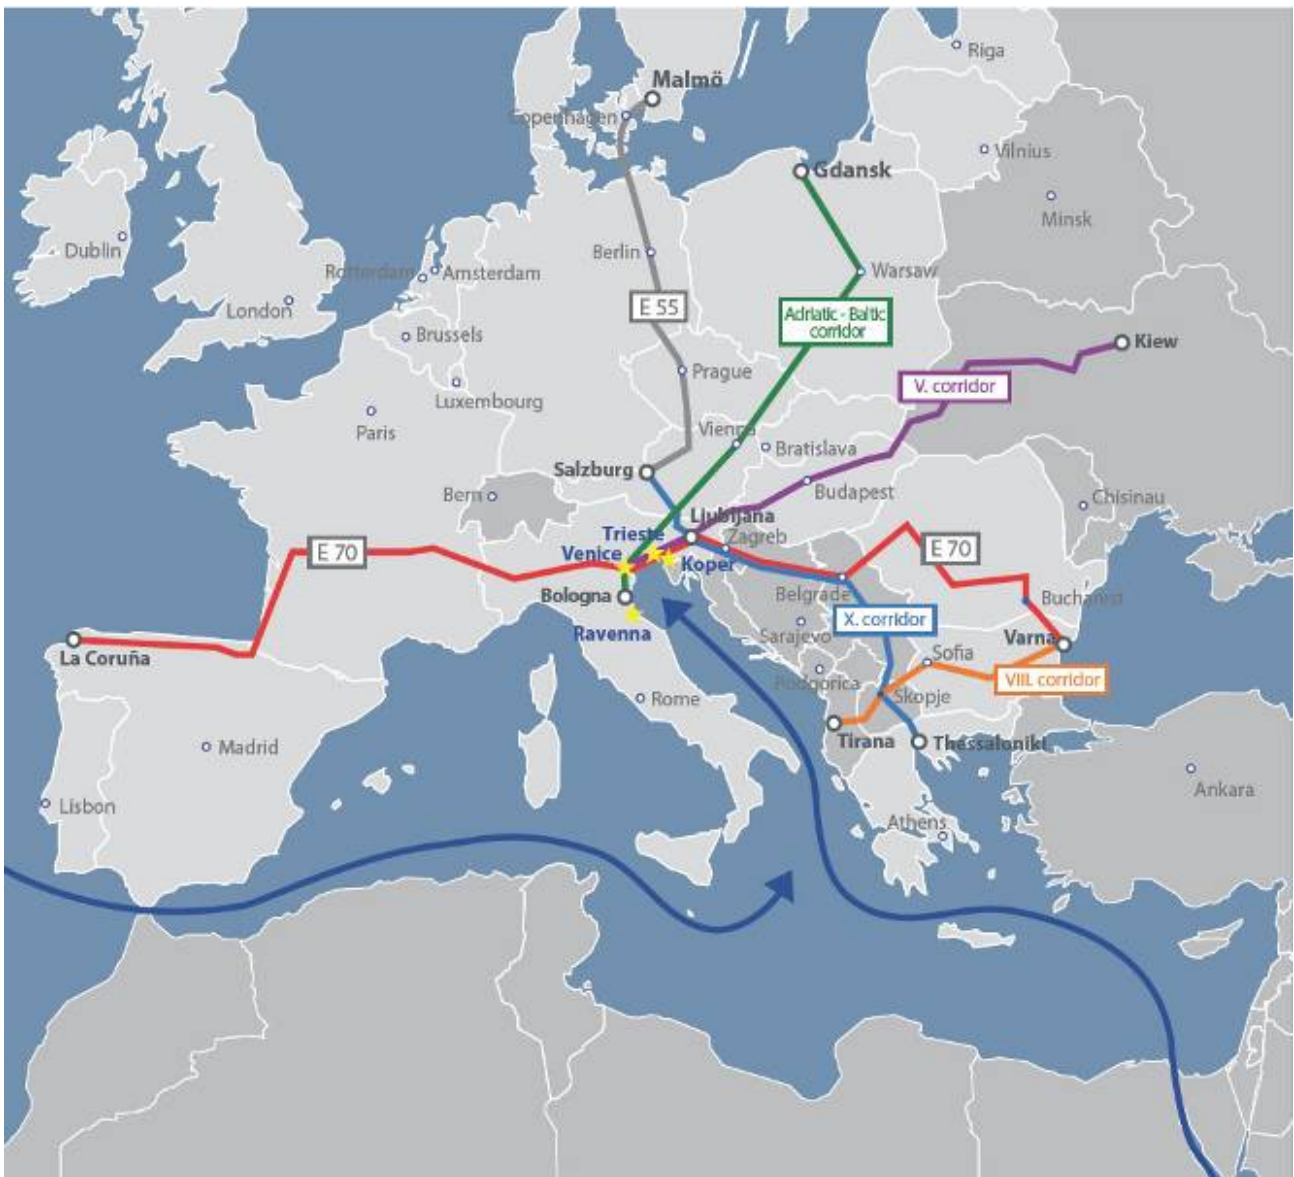 Riga
Malmö
Copenhagen
Vilnius
Gdansk
Minsk
Dublin
Berlin
Rotterdam
Amsterdam
Warsaw
London
E 55
Adriatic - Baltic
corridor
Brussels
Kiew
Prague
V. corridor
Luxembourg
Paris
Vienna
Bratislava
Salzburg
Bern
Budapest
Chisinau
Ljubljana
Trieste
Zagreb
E 70
Venice
E 70
Koper
Bologna
Belgrade
Bucharest
X. corridor
Ravenna
Sarajevo
Varna
La Coruña
Sofia
Podgorica
VIII. corridor
Rome
Skopje
Madrid
Tirana
Thessaloniki
Ankara
Lisbon
Athens